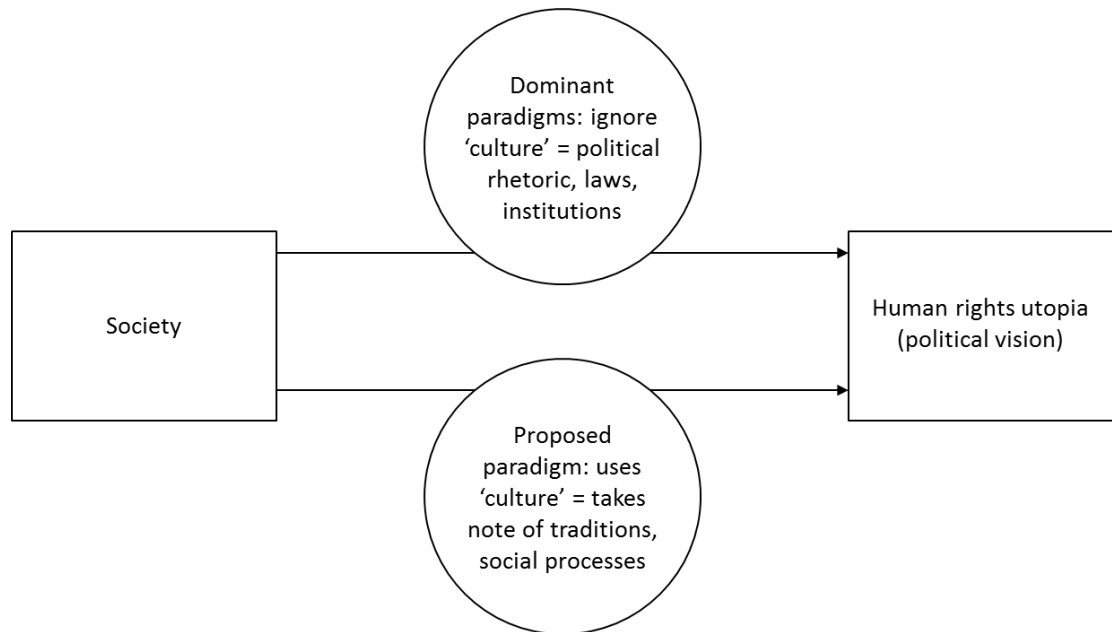 Dominant
paradigms: ignore
‘culture’ = political
rhetoric, laws,
institutions
Society
Human rights utopia
(political vision)
Proposed
paradigm: uses
‘culture’ = takes
note of traditions,
social processes